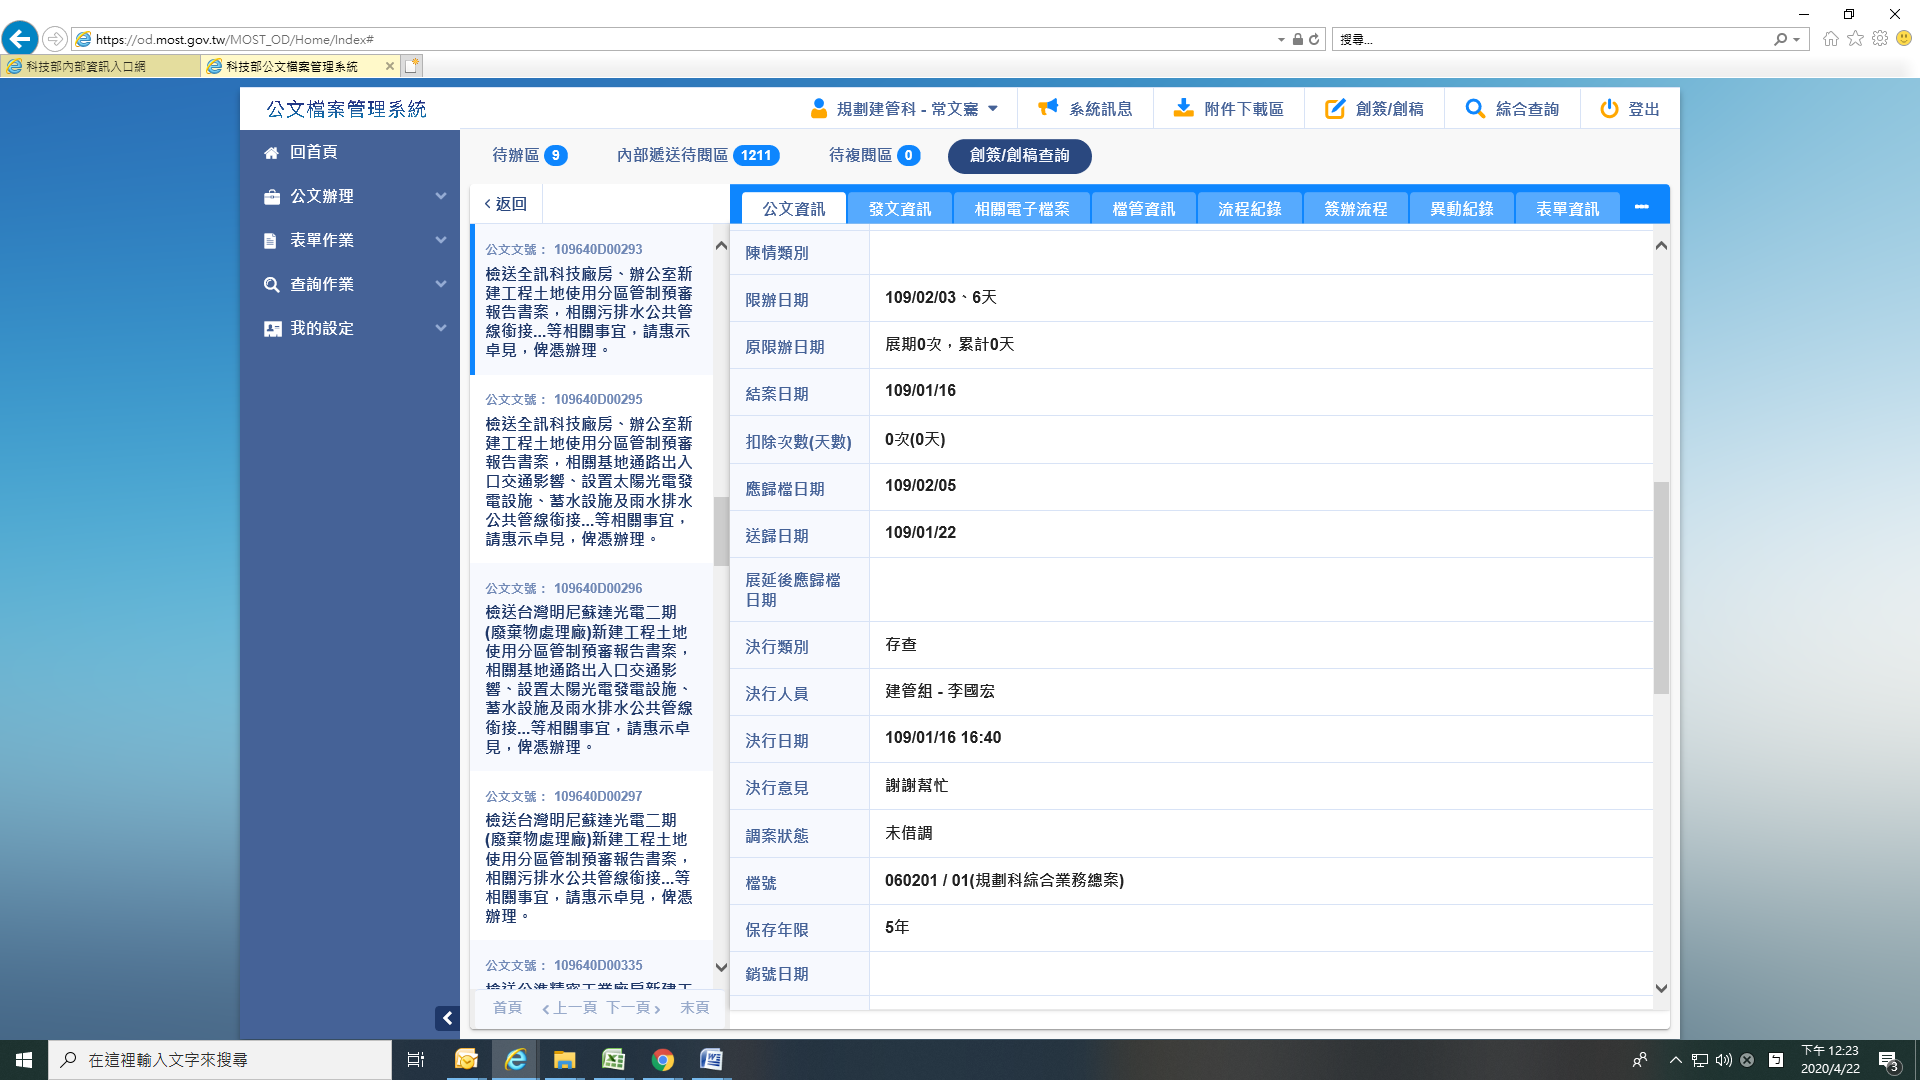 https://od.most.gov.tw/MOST_OD/Home/Index#
搜尋...
科技部內部資訊入口網
科技部公文檔案管理系統
公文檔案管理系統
規劃建管科 - 常文騫
系統訊息
附件下載區
創簽/創稿
綜合查詢
登出
回首頁
公文辦理
表單作業
查詢作業
我的設定
待辦區 9
內部遞送待閱區 1211
待複閱區 0
創簽/創稿查詢
返回
公文資訊
發文資訊
相關電子檔案
檔管資訊
流程紀錄
簽辦流程
異動紀錄
表單資訊
公文文號： 109640D00293
檢送全訊科技廠房、辦公室新
建工程土地使用分區管制預審
報告書案，相關污排水公共管
線銜接...等相關事宜，請惠示
卓見，俾憑辦理。
公文文號： 109640D00295
檢送全訊科技廠房、辦公室新
建工程土地使用分區管制預審
報告書案，相關基地通路出入
口交通影響、設置太陽光電發
電設施、蓄水設施及雨水排水
公共管線銜接...等相關事宜，
請惠示卓見，俾憑辦理。
公文文號： 109640D00296
檢送台灣明尼蘇達光電二期
(廢棄物處理廠)新建工程土地
使用分區管制預審報告書案，
相關基地通路出入口交通影
響、設置太陽光電發電設施、
蓄水設施及雨水排水公共管線
銜接...等相關事宜，請惠示卓
見，俾憑辦理。
公文文號： 109640D00297
檢送台灣明尼蘇達光電二期
(廢棄物處理廠)新建工程土地
使用分區管制預審報告書案，
相關污排水公共管線銜接...等
相關事宜，請惠示卓見，俾憑
辦理。
公文文號： 109640D00335
首頁 上一頁 下一頁 末頁
陳情類別
限辦日期 109/02/03、6天
原限辦日期 展期0次，累計0天
結案日期 109/01/16
扣除次數(天數) 0次(0天)
應歸檔日期 109/02/05
送歸日期 109/01/22
展延後應歸檔
日期
決行類別 存查
決行人員 建管組 - 李國宏
決行日期 109/01/16 16:40
決行意見 謝謝幫忙
調案狀態 未借調
檔號 060201 / 01(規劃科綜合業務總案)
保存年限 5年
銷號日期
在這裡輸入文字來搜尋
下午 12:23
2020/4/22
3